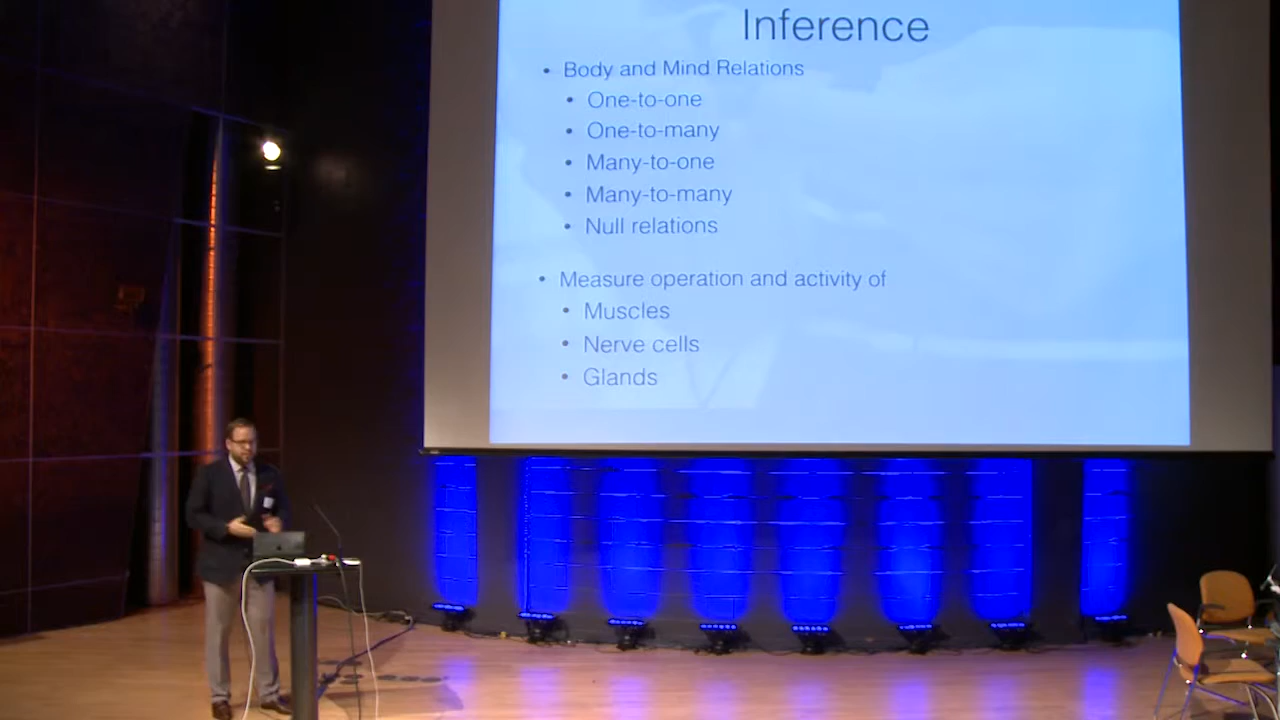 Inference
• Body and Mind Relations
• One-to-one
• One-to-many
• Many-to-one
• Many-to-many
• Null relations
• Measure operation and activity of
• Muscles
• Nerve cells
• Glands